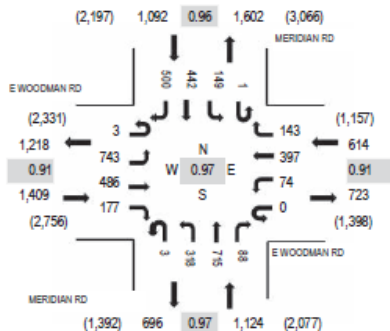 (2,197) 1,092 0.96 1,602 (3,066)
MERIDIAN RD
E WOODMAN RD
500 442 149 1
(2,331)
1,218
0.91
1,409
(2,756)
3
743
486
177
N
W 0.97 E
S
143
397
74
0
(1,157)
614
0.91
723
(1,398)
3 318 715 88
E WOODMAN RD
MERIDIAN RD
(1,392) 696 0.97 1,124 (2,077)